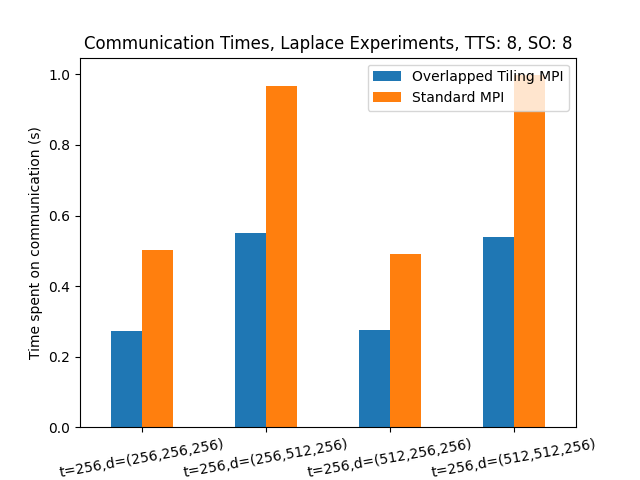 Communication Times, Laplace Experiments, TTS: 8, SO: 8
Overlapped Tiling MPI
Standard MPI
Time spent on communication (s)
1.0
0.8
0.6
0.4
0.2
0.0
t=256,d=(256,256,256)
t=256,d=(256,512,256)
t=256,d=(512,256,256)
t=256,d=(512,512,256)